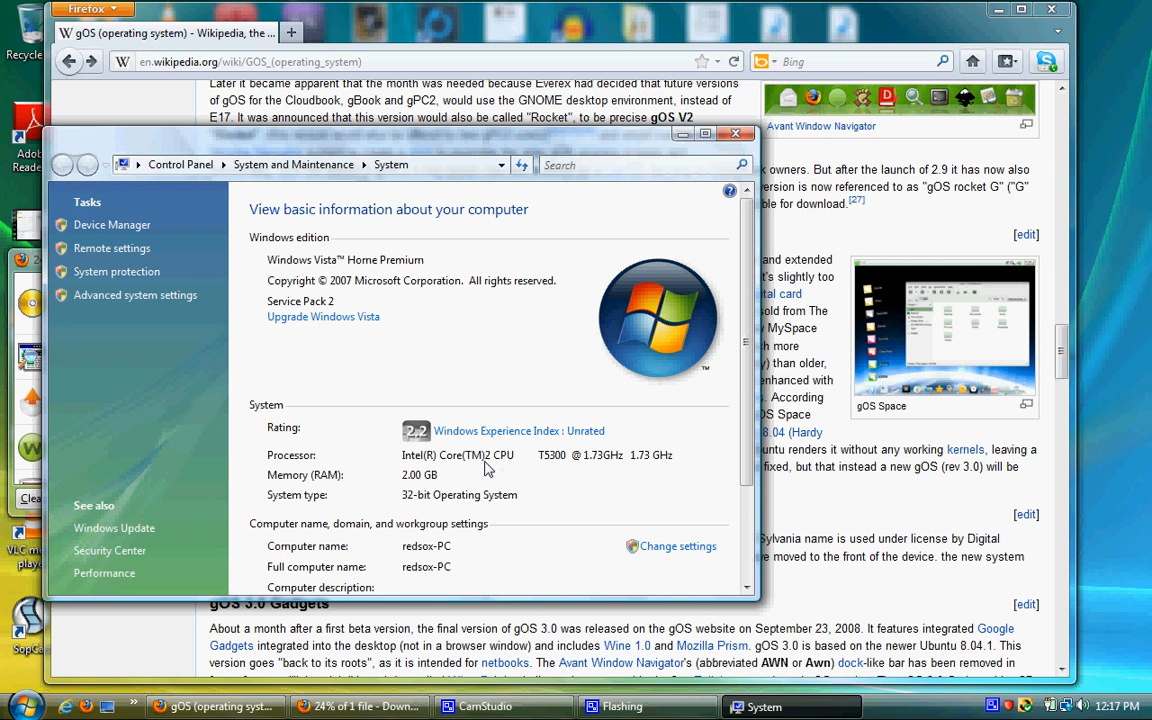 Firefox
gOS (operating system) - Wikipedia, the ...
en.wikipedia.org/wiki/GOS_(operating_system)
Bing
Recycle
Adob
Reade
Clea
VLC m
playe
SopCa
Later it became apparent that the month was needed because Everex had decided that future versions
of gOS for the Cloudbook, gBook and gPC2, would use the GNOME desktop environment, instead of
E17. It was announced that this version would also be called "Rocket", to be precise gOS V2
Avant Window Navigator
k owners. But after the launch of 2.9 it has now also
version is now referenced to as "gOS rocket G" ("G"
ble for download.[27]
[edit]
and extended
t's slightly too
tal card
sold from The
y MySpace
h more
y) than older,
enhanced with
s. According
OS Space
8.04 (Hardy
untu renders it without any working kernels, leaving a
fixed, but that instead a new gOS (rev 3.0) will be
gOS Space
[edit]
Sylvania name is used under license by Digital
ve moved to the front of the device. the new system
gOS 3.0 Gadgets
[edit]
About a month after a first beta version, the final version of gOS 3.0 was released on the gOS website on September 23, 2008. It features integrated Google
Gadgets integrated into the desktop (not in a browser window) and includes Wine 1.0 and Mozilla Prism. gOS 3.0 is based on the newer Ubuntu 8.04.1. This
version goes "back to its roots", as it is intended for netbooks. The Avant Window Navigator's (abbreviated AWN or Awn) dock-like bar has been removed in
Control Panel
System and Maintenance
System
Search
Tasks
Device Manager
Remote settings
System protection
Advanced system settings
See also
Windows Update
Security Center
Performance
View basic information about your computer
Windows edition
Windows Vista™ Home Premium
Copyright © 2007 Microsoft Corporation. All rights reserved.
Service Pack 2
Upgrade Windows Vista
System
Rating:
2.2
Windows Experience Index : Unrated
Processor:
Intel(R) Core(TM)2 CPU T5300 @ 1.73GHz 1.73 GHz
Memory (RAM):
2.00 GB
System type:
32-bit Operating System
Computer name, domain, and workgroup settings
Computer name:
redsox-PC
Change settings
Full computer name:
redsox-PC
Computer description:
gOS (operating syst...
24% of 1 file - Down...
CamStudio
Flashing
System
12:17 PM